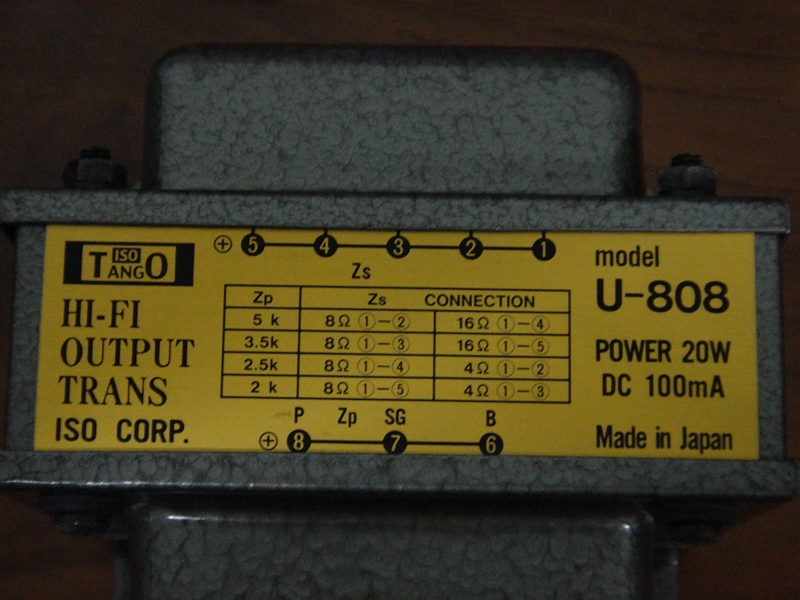 ISO
TANGO
HI-FI
OUTPUT
TRANS
ISO CORP.
⊕ 5 4 3 2 1
Zs
Zp Zs CONNECTION
5 k 8Ω ①-② 16Ω ①-④
3.5k 8Ω ①-③ 16Ω ①-⑤
2.5k 8Ω ①-④ 4Ω ①-②
2 k 8Ω ①-⑤ 4Ω ①-③
P Zp SG B
⊕ 8 7 6
model
U-808
POWER 20W
DC 100mA
Made in Japan